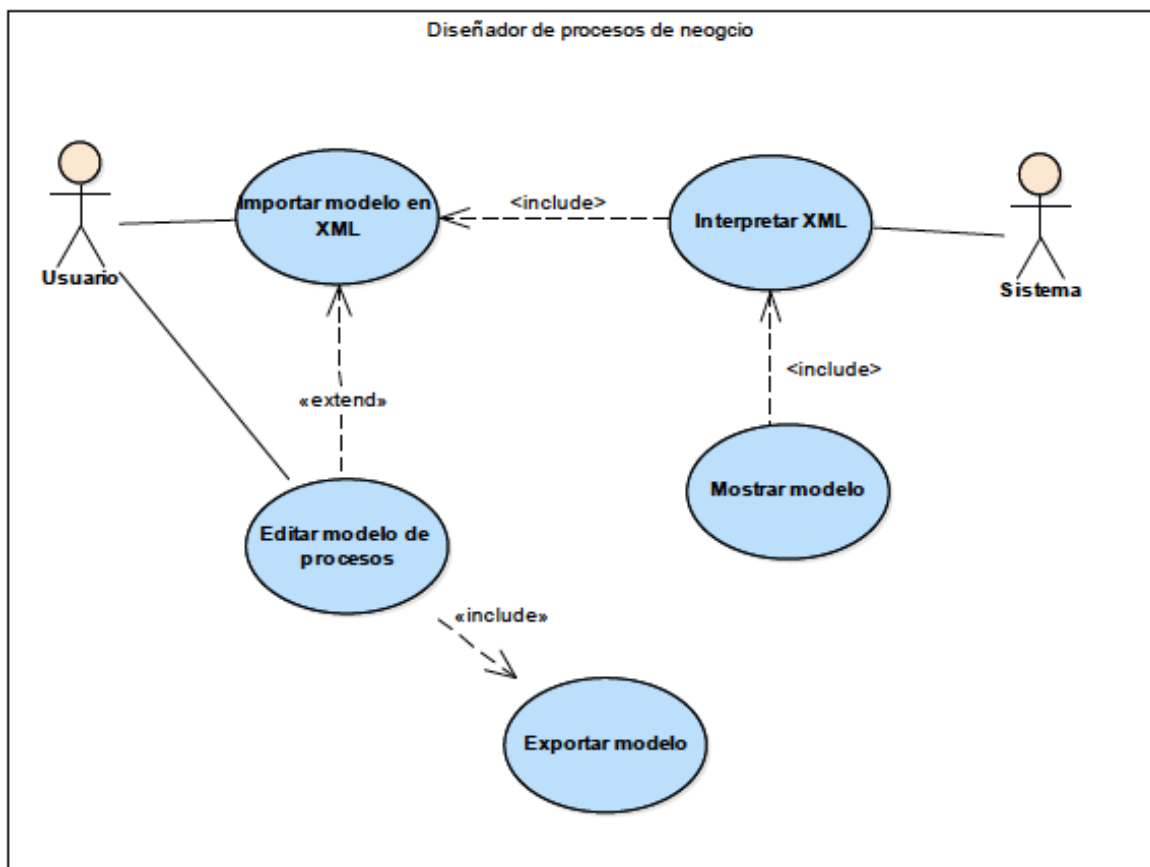 Diseñador de procesos de neogcio
Importar modelo en
XML
<include>
Interpretar XML
Usuario
Sistema
<include>
«extend»
Mostrar modelo
Editar modelo de
procesos
«include»
Exportar modelo